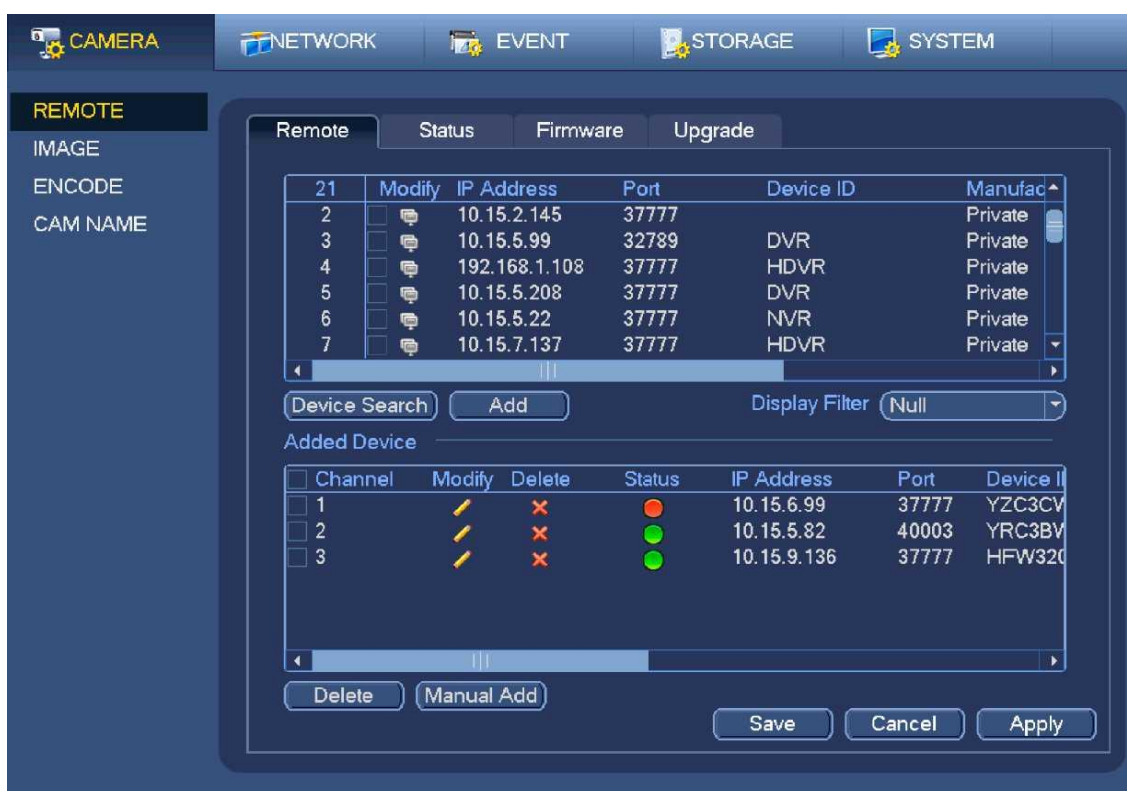 CAMERA NETWORK EVENT STORAGE SYSTEM
REMOTE
IMAGE
ENCODE
CAM NAME
Remote Status Firmware Upgrade
21 Modify IP Address Port Device ID Manufac
2 10.15.2.145 37777 Private
3 10.15.5.99 32789 DVR Private
4 192.168.1.108 37777 HDVR Private
5 10.15.5.208 37777 DVR Private
6 10.15.5.22 37777 NVR Private
7 10.15.7.137 37777 HDVR Private
Device Search Add Display Filter Null
Added Device
Channel Modify Delete Status IP Address Port Device I
1 10.15.6.99 37777 YZC3CV
2 10.15.5.82 40003 YRC3BV
3 10.15.9.136 37777 HFW320
Delete Manual Add
Save Cancel Apply